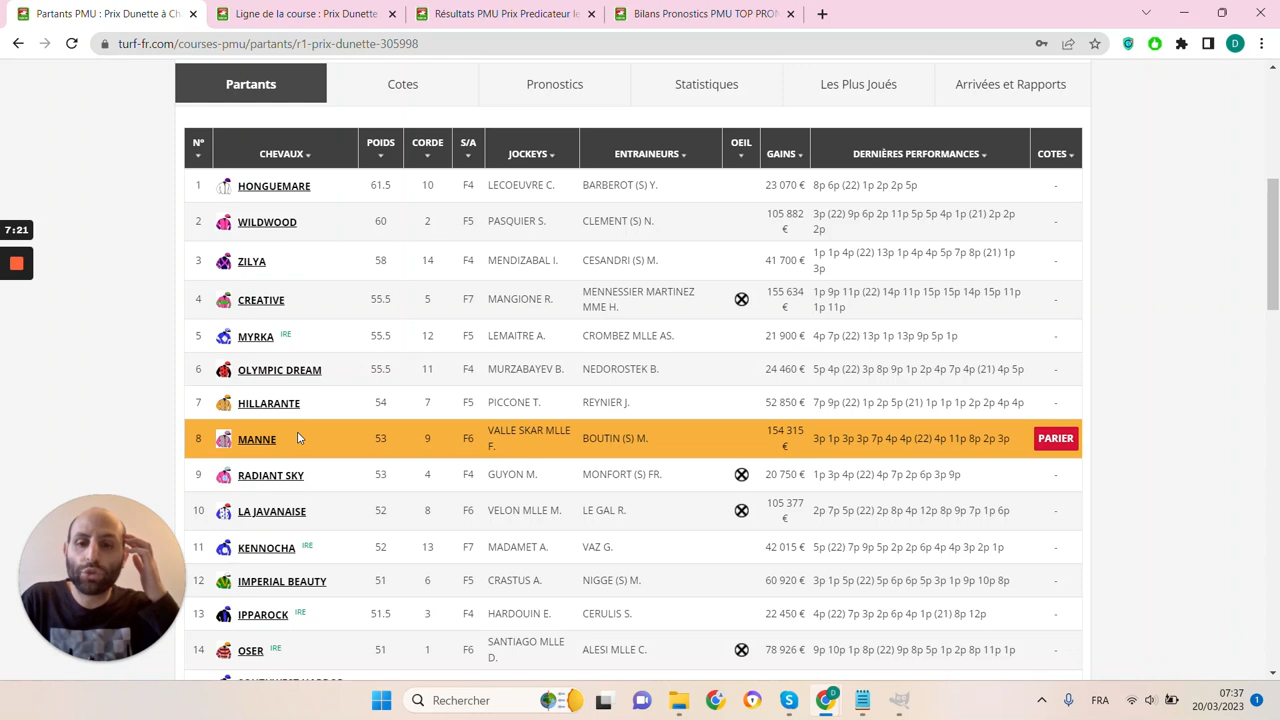 Partants PMU : Prix Dunette à Ch
Ligne de jeu Turf - Prix Dunette à
Résultats PMU Prix Predicateur le
Bilans Pronostics PMU TOP PRON
turf-fr.com/courses-pmu/partants/r1-prix-dunette-305998
D
Partants Cotes Pronostics Statistiques Les Plus Joués Arrivées et Rapports
N° CHEVAUX POIDS CORDE S/A JOCKEYS ENTRAINEURS OEIL GAINS DERNIÈRES PERFORMANCES COTES
1 HONGUEMARE 61.5 10 F4 LECOEUVRE C. BARBEROT (S) Y. 23 070 € 8p 6p (22) 1p 2p 2p 5p -
2 WILDWOOD 60 2 F5 PASQUIER S. CLEMENT (S) N. 105 882 € 3p (22) 9p 6p 2p 11p 5p 5p 4p 1p (21) 2p 2p 2p -
3 ZILYA 58 14 F4 MENDIZABAL I. CESANDRI (S) M. 41 700 € 1p 1p 4p (22) 13p 1p 4p 4p 5p 7p 8p (21) 1p 3p -
4 CREATIVE 55.5 5 F7 MANGIONE R. MENNESSIER MARTINEZ MME H. 155 634 € 1p 9p 11p (22) 14p 11p 15p 15p 14p 15p 11p 1p 11p -
5 MYRKA IRE 55.5 12 F5 LEMAITRE A. CROMBEZ MLLE AS. 21 900 € 4p 7p (22) 13p 1p 13p 9p 5p 1p -
6 OLYMPIC DREAM 55.5 11 F4 MURZABAYEV B. NEDOROSTEK B. 24 460 € 5p 4p (22) 3p 8p 9p 1p 2p 4p 7p 4p (21) 4p 5p -
7 HILLARANTE 54 7 F5 PICCONE T. REYNIER J. 52 850 € 7p 9p (22) 1p 2p 5p (21) 1p 1p 1p 2p 2p 4p 4p -
8 MANNE 53 9 F6 VALLE SKAR MLLE F. BOUTIN (S) M. 154 315 € 3p 1p 3p 3p 7p 4p 4p (22) 4p 11p 8p 2p 3p PARIER
9 RADIANT SKY 53 4 F4 GUYON M. MONFORT (S) FR. 20 750 € 1p 3p 4p (22) 4p 7p 2p 6p 3p 9p -
10 LA JAVANAISE 52 8 F6 VELON MLLE M. LE GAL R. 105 377 € 2p 7p 5p (22) 2p 8p 4p 12p 8p 9p 7p 1p 6p -
11 KENNOCHA IRE 52 13 F7 MADAMET A. VAZ G. 42 015 € 5p (22) 7p 9p 5p 2p 2p 6p 4p 4p 3p 2p 1p -
12 IMPERIAL BEAUTY 51 6 F5 CRASTUS A. NIGGE (S) M. 60 920 € 3p 1p 5p (22) 5p 6p 6p 5p 3p 1p 9p 10p 8p -
13 IPPAROCK IRE 51.5 3 F4 HARDOUIN E. CERULIS S. 22 450 € 4p (22) 7p 3p 2p 6p 4p 1p (21) 8p 12p -
14 OSER IRE 51 1 F6 SANTIAGO MLLE D. ALESI MLLE C. 78 926 € 9p 10p 1p 8p (22) 9p 8p 5p 1p 2p 8p 11p 1p -
7:21
Rechercher
FRA
07:37
20/03/2023
1